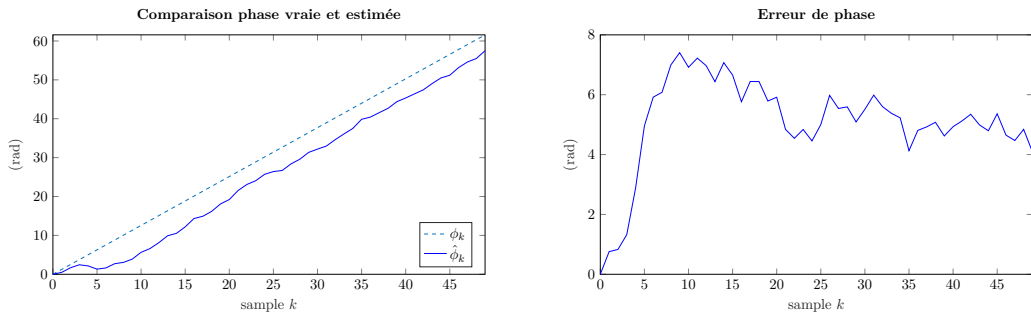 Comparaison phase vraie et estimée
60
50
40
30
20
10
0
(rad)
0 5 10 15 20 25 30 35 40 45
sample k
ϕ_k
ϕ̂_k
Erreur de phase
8
6
4
2
0
(rad)
0 5 10 15 20 25 30 35 40 45
sample k